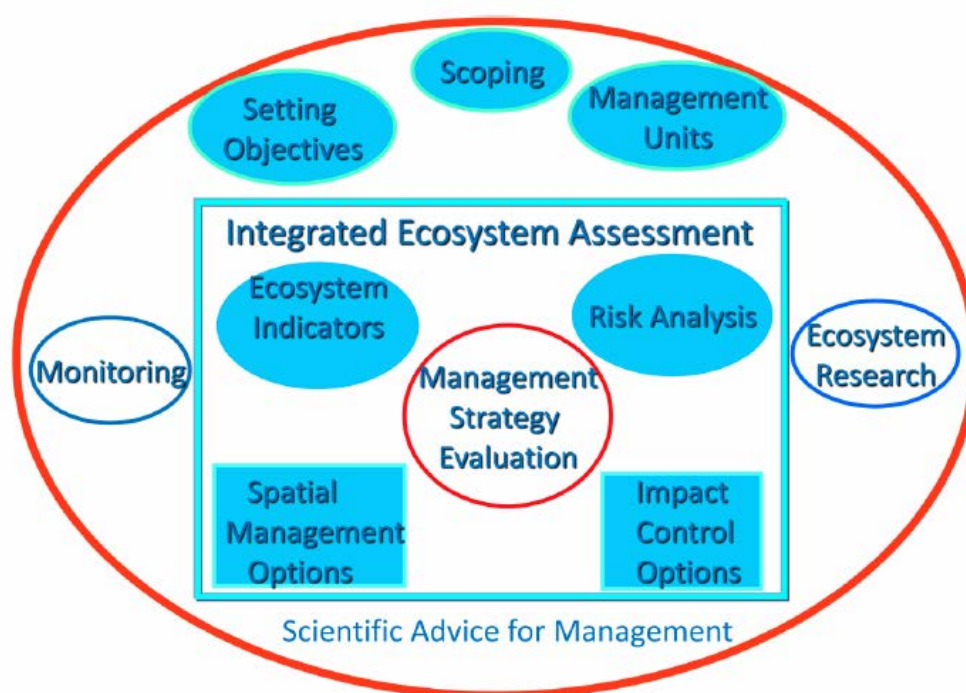 Scoping
Setting
Objectives
Management
Units
Integrated Ecosystem Assessment
Ecosystem
Indicators
Risk Analysis
Monitoring
Management
Strategy
Evaluation
Ecosystem
Research
Spatial
Management
Options
Impact
Control
Options
Scientific Advice for Management